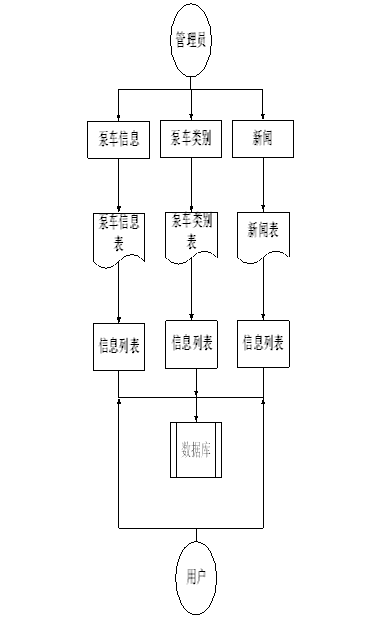 管理员
泵车信息
泵车类别
新闻
泵车信息
表
泵车类别
表
新闻表
信息列表
信息列表
信息列表
数据库
用户